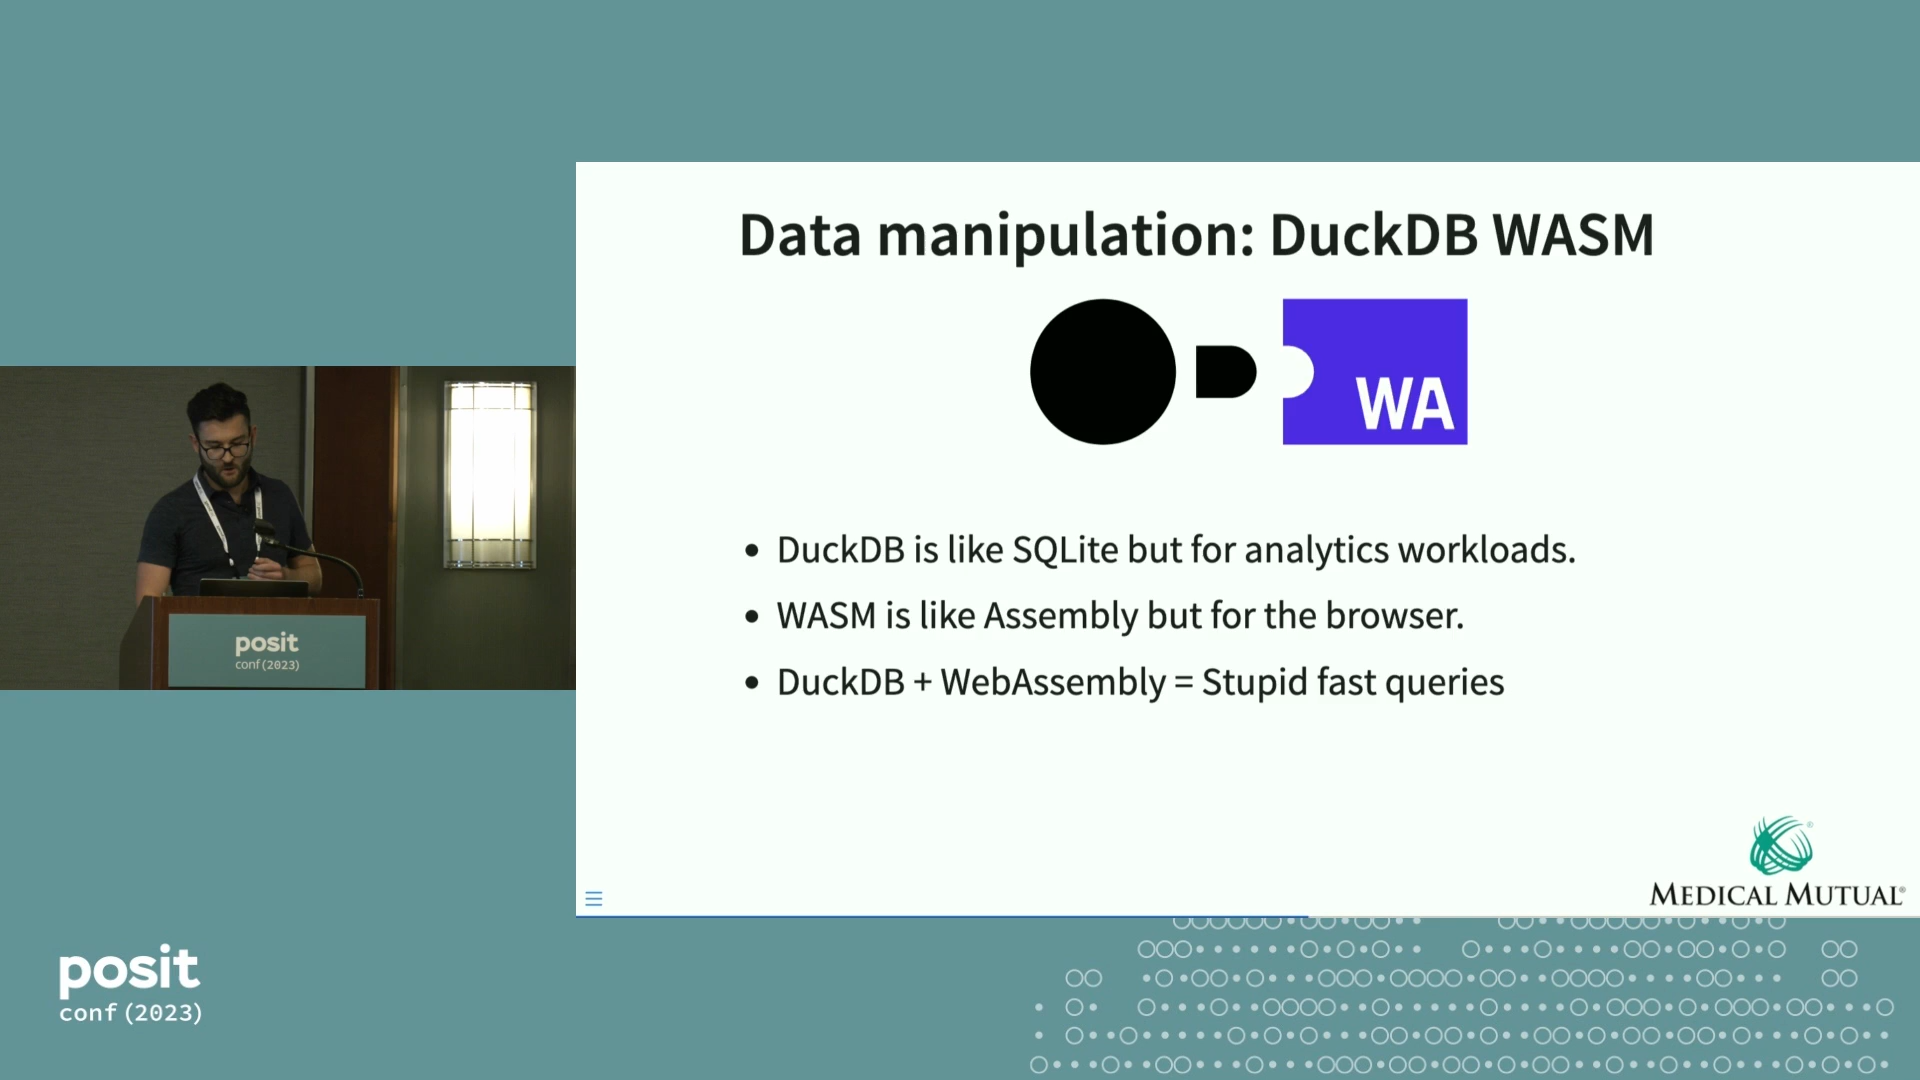 Data manipulation: DuckDB WASM
WA
• DuckDB is like SQLite but for analytics workloads.
• WASM is like Assembly but for the browser.
• DuckDB + WebAssembly = Stupid fast queries
MEDICAL MUTUAL®
posit
conf(2023)
posit
conf(2023)